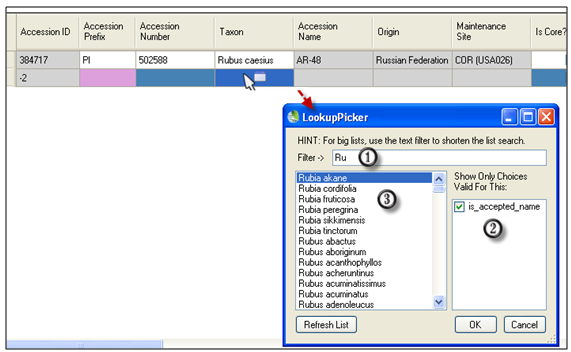 Accession ID Accession Prefix Accession Number Taxon Accession Name Origin Maintenance Site Is Core?
384717 PI 502588 Rubus caesius AR-48 Russian Federation COR (USA026)
-2
LookupPicker
HINT: For big lists, use the text filter to shorten the list search.
Filter -> Ru 1
Rubia akane
Rubia cordifolia
Rubia fruticosa
Rubia peregrina
Rubia sikkimensis
Rubia tinctorum
Rubus abactus
Rubus aboriginum
Rubus acanthophyllos
Rubus acheruntinus
Rubus acuminatissimus
Rubus acuminatus
Rubus adenoleucus
3
Show Only Choices
Valid For This:
is_accepted_name
2
Refresh List OK Cancel